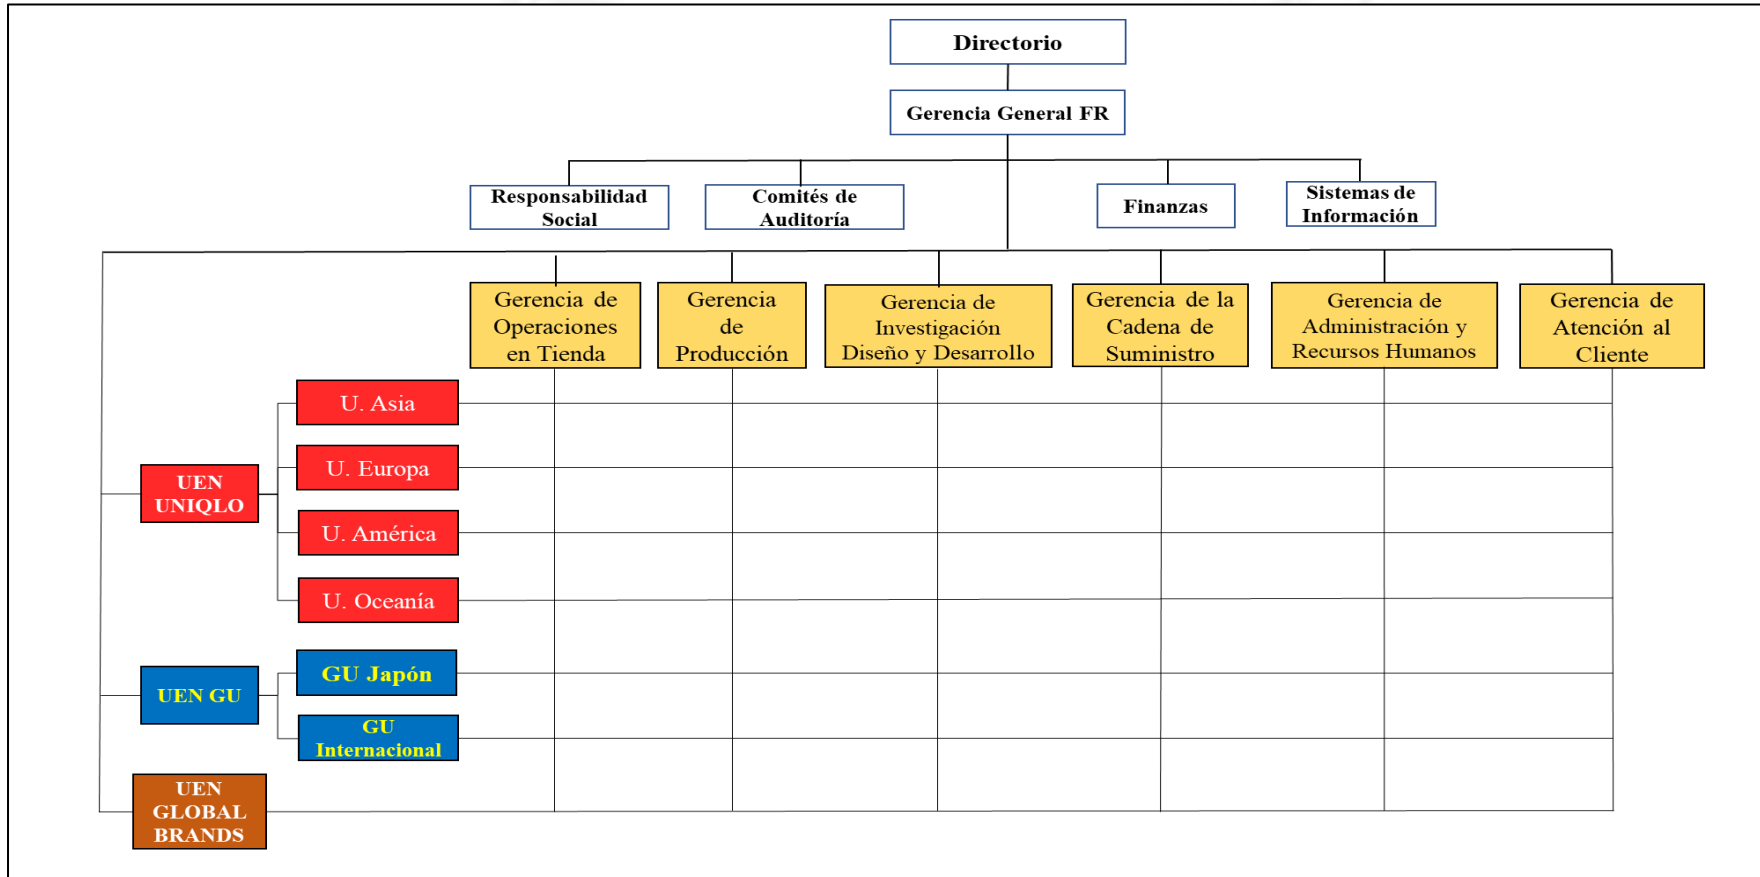 Directorio
Gerencia General FR
Responsabilidad
Social
Comités de
Auditoría
Finanzas
Sistemas de
Información
Gerencia de
Operaciones
en Tienda
Gerencia
de
Producción
Gerencia de
Investigación
Diseño y Desarrollo
Gerencia de la
Cadena de
Suministro
Gerencia de
Administración y
Recursos Humanos
Gerencia de
Atención al
Cliente
UEN
UNIQLO
U. Asia
U. Europa
U. América
U. Oceanía
UEN GU
GU Japón
GU
Internacional
UEN
GLOBAL
BRANDS